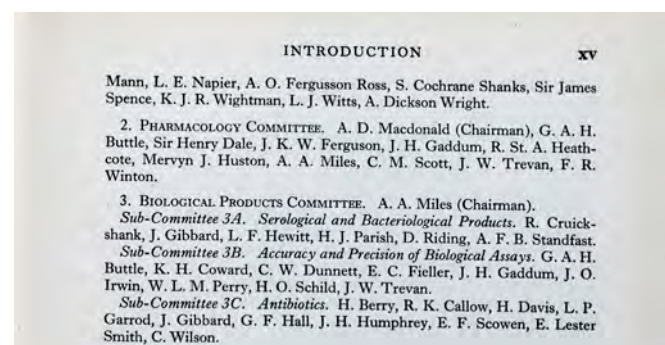 INTRODUCTION xv
Mann, L. E. Napier, A. O. Fergusson Ross, S. Cochrane Shanks, Sir James
Spence, K. J. R. Wightman, L. J. Witts, A. Dickson Wright.
2. PHARMACOLOGY COMMITTEE. A. D. Macdonald (Chairman), G. A. H.
Buttle, Sir Henry Dale, J. K. W. Ferguson, J. H. Gaddum, R. St. A. Heath-
cote, Mervyn J. Huston, A. A. Miles, C. M. Scott, J. W. Trevan, F. R.
Winton.
3. BIOLOGICAL PRODUCTS COMMITTEE. A. A. Miles (Chairman).
Sub-Committee 3A. Serological and Bacteriological Products. R. Cruick-
shank, J. Gibbard, L. F. Hewitt, H. J. Parish, D. Riding, A. F. B. Standfast.
Sub-Committee 3B. Accuracy and Precision of Biological Assays. G. A. H.
Buttle, K. H. Coward, C. W. Dunnett, E. C. Fieller, J. H. Gaddum, J. O.
Irwin, W. L. M. Perry, H. O. Schild, J. W. Trevan.
Sub-Committee 3C. Antibiotics. H. Berry, R. K. Callow, H. Davis, L. P.
Garrod, J. Gibbard, G. F. Hall, J. H. Humphrey, E. F. Scowen, E. Lester
Smith, C. Wilson.